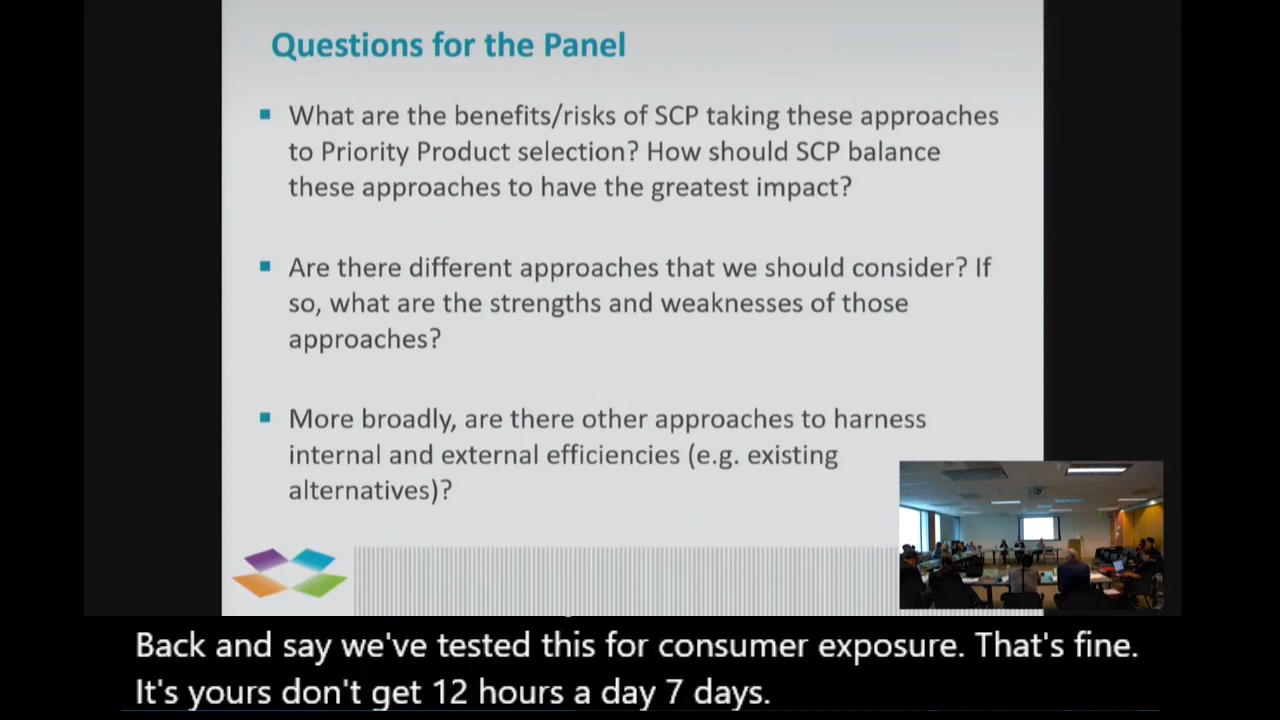 Questions for the Panel
What are the benefits/risks of SCP taking these approaches
to Priority Product selection? How should SCP balance
these approaches to have the greatest impact?
Are there different approaches that we should consider? If
so, what are the strengths and weaknesses of those
approaches?
More broadly, are there other approaches to harness
internal and external efficiencies (e.g. existing
alternatives)?
Back and say we've tested this for consumer exposure. That's fine.
It's yours don't get 12 hours a day 7 days.